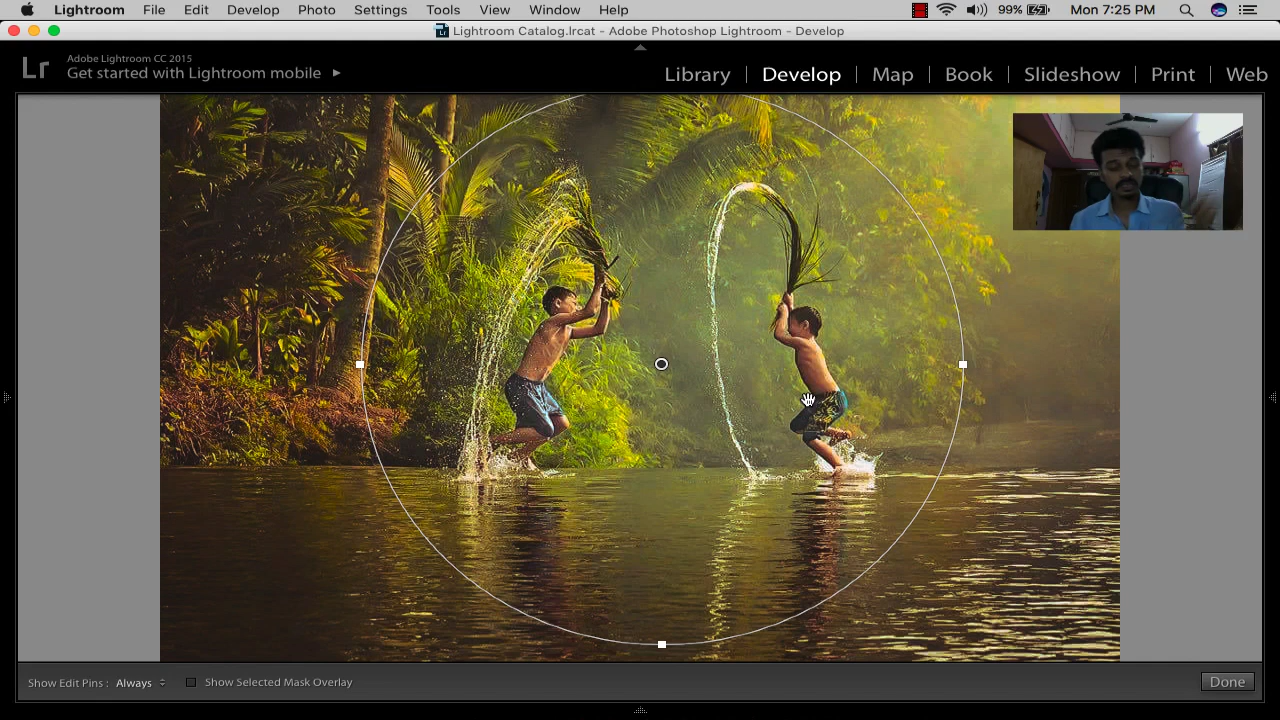 Lightroom File Edit Develop Photo Settings Tools View Window Help 99% Mon 7:25 PM
Lightroom Catalog.lrcat - Adobe Photoshop Lightroom - Develop
Lr
Adobe Lightroom CC 2015
Get started with Lightroom mobile
Library Develop Map Book Slideshow Print Web
Show Edit Pins : Always Show Selected Mask Overlay Done